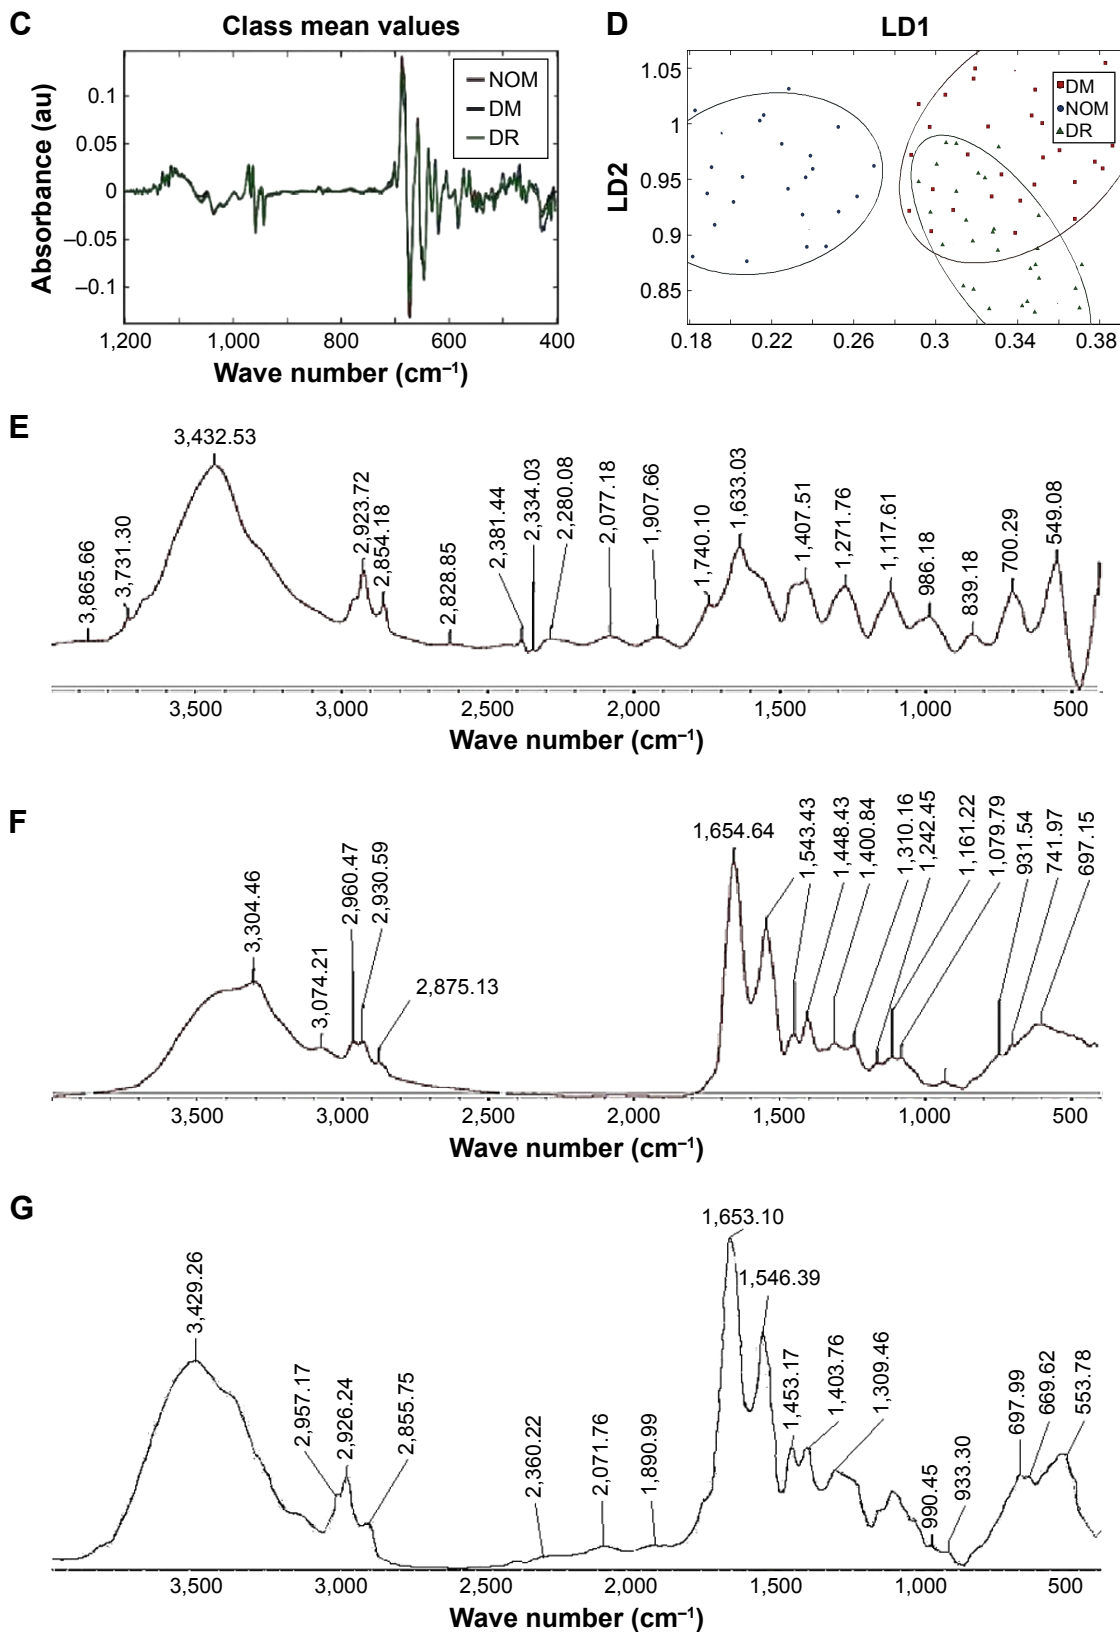 C Class mean values
Absorbance (au)
0.1
0.05
0
–0.05
–0.1
NOM
DM
DR
1,200 1,000 800 600 400
Wave number (cm⁻¹)
D LD1
LD2
1.05
1
0.95
0.9
0.85
DM
NOM
DR
0.18 0.22 0.26 0.3 0.34 0.38
E
3,865.66
3,731.30
3,432.53
2,923.72
2,854.18
2,828.85
2,381.44
2,334.03
2,280.08
2,077.18
1,907.66
1,740.10
1,633.03
1,407.51
1,271.76
1,117.61
986.18
839.18
700.29
549.08
3,500 3,000 2,500 2,000 1,500 1,000 500
Wave number (cm⁻¹)
F
3,304.46
3,074.21
2,960.47
2,930.59
2,875.13
1,654.64
1,543.43
1,448.43
1,400.84
1,310.16
1,242.45
1,161.22
1,079.79
931.54
741.97
697.15
3,500 3,000 2,500 2,000 1,500 1,000 500
Wave number (cm⁻¹)
G
3,429.26
2,957.17
2,926.24
2,855.75
2,360.22
2,071.76
1,890.99
1,653.10
1,546.39
1,453.17
1,403.76
1,309.46
990.45
933.30
697.99
669.62
553.78
3,500 3,000 2,500 2,000 1,500 1,000 500
Wave number (cm⁻¹)